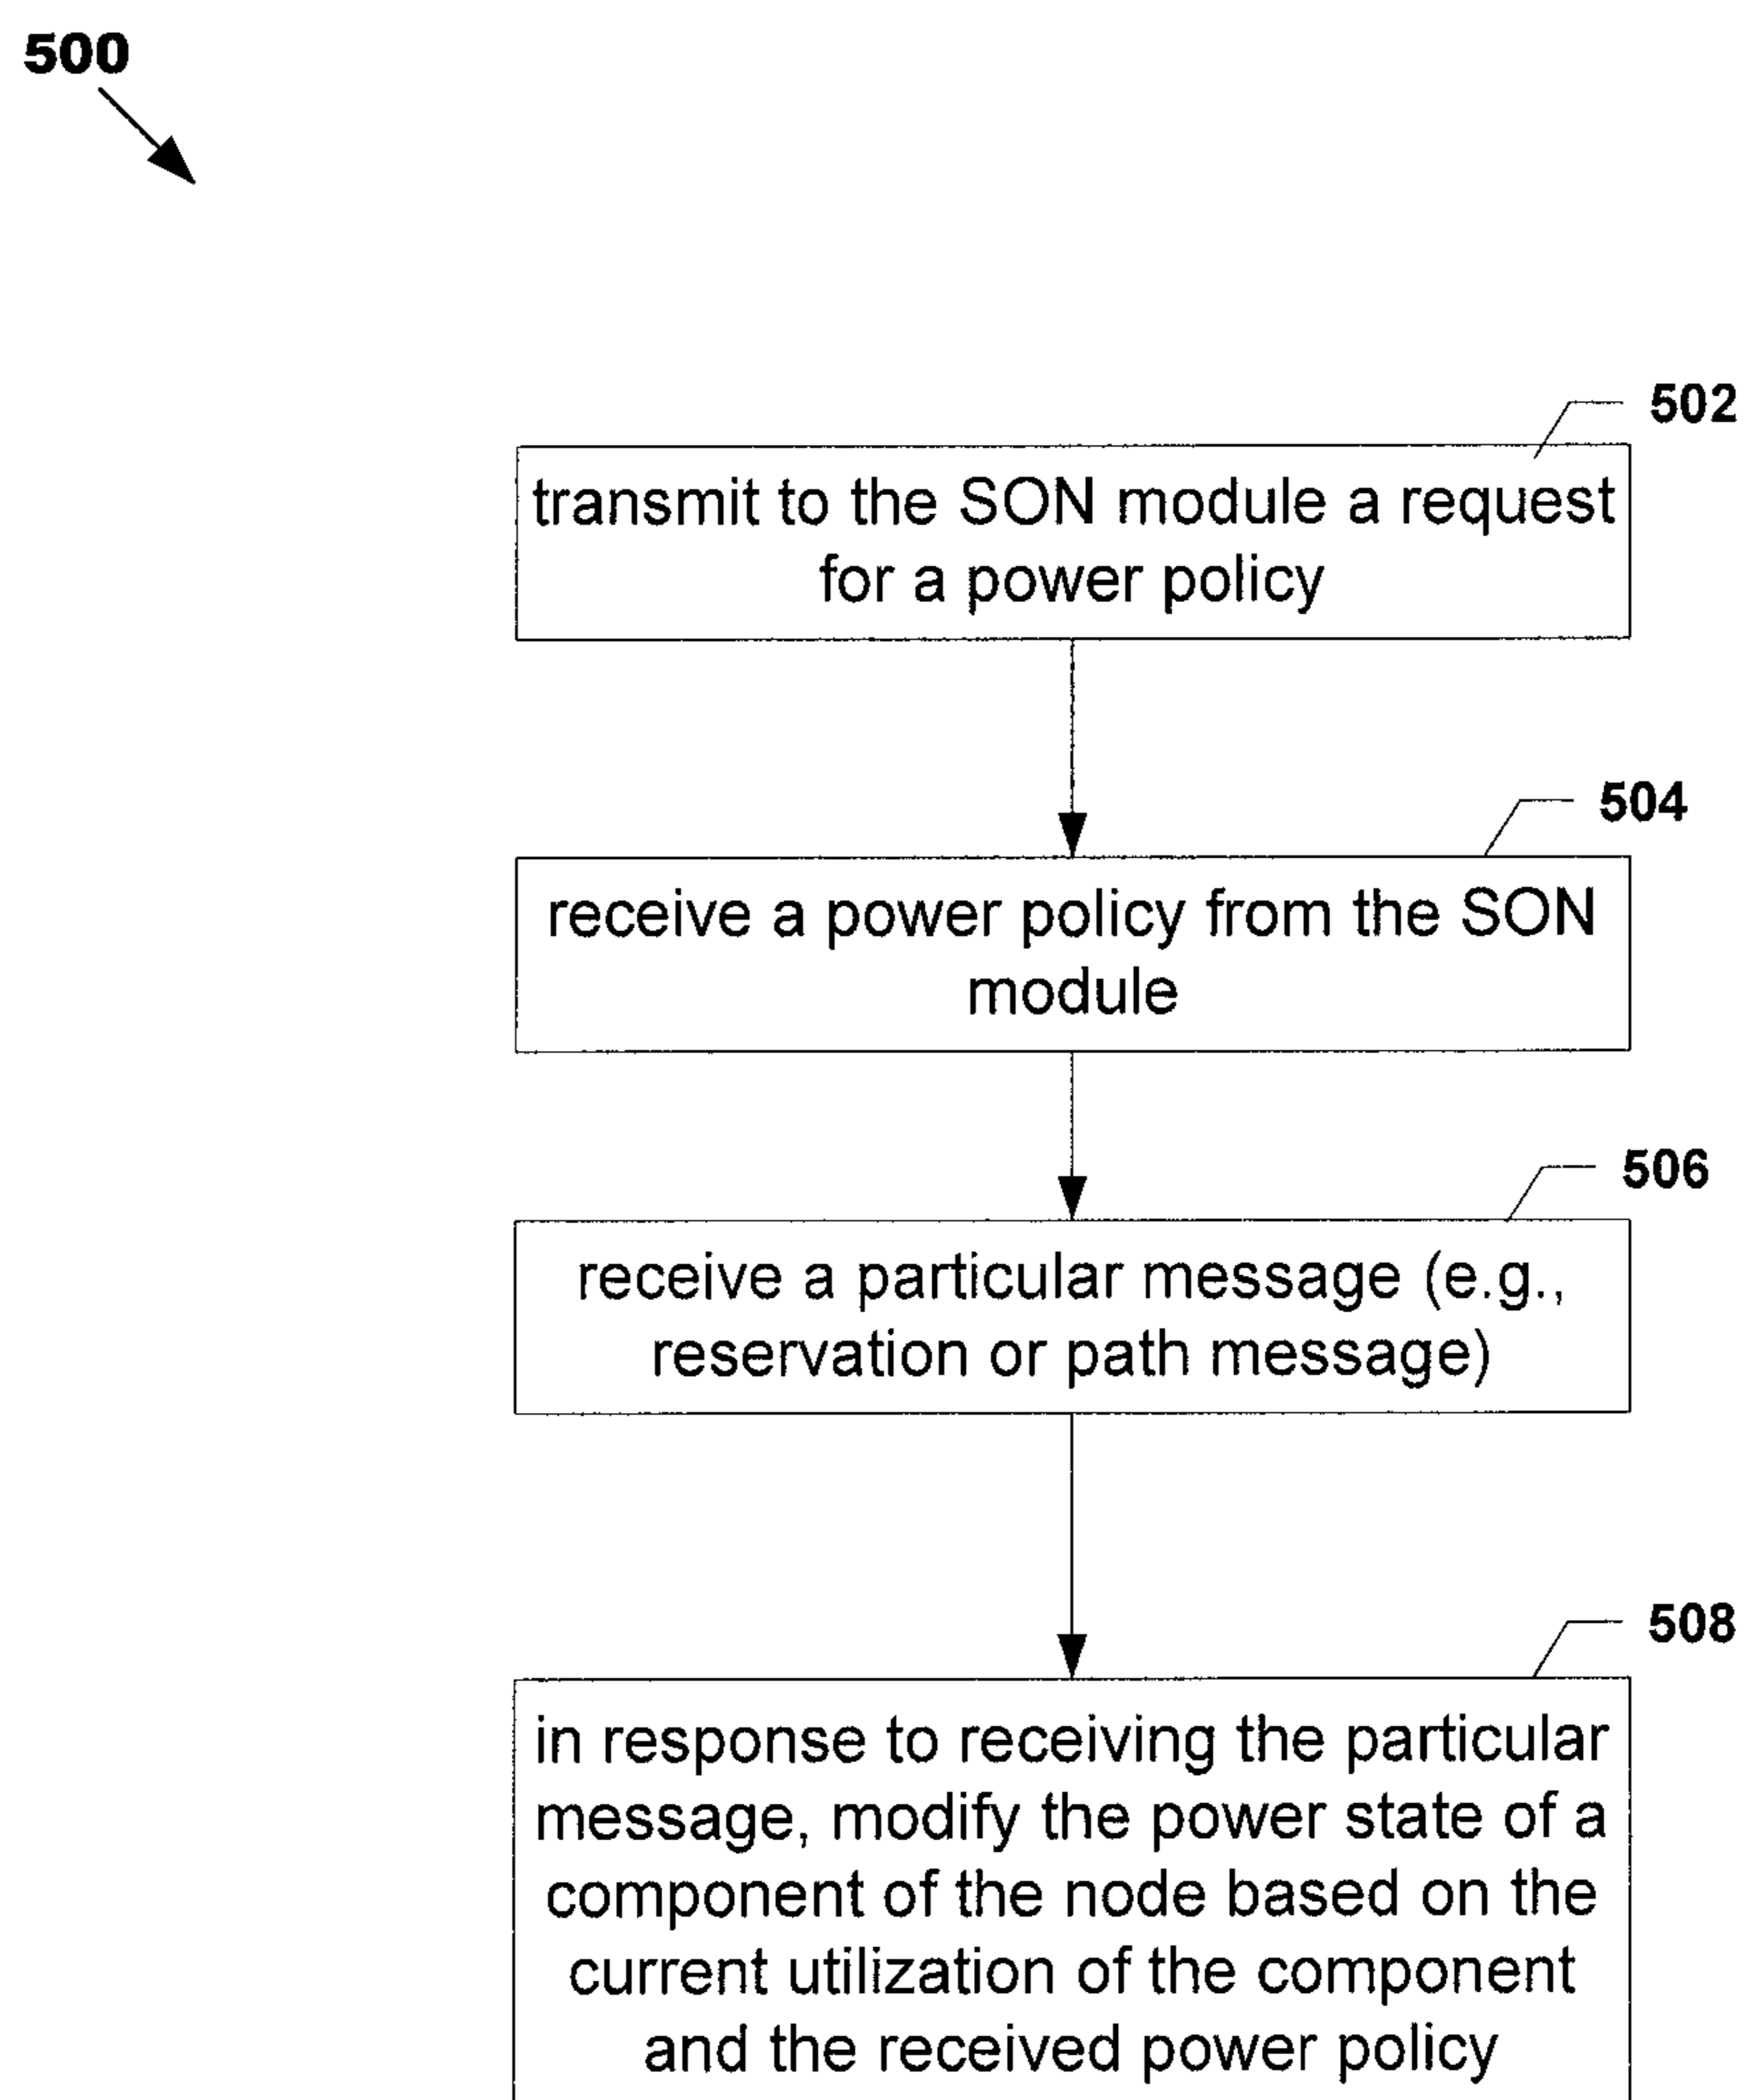 500
502
transmit to the SON module a request
for a power policy
504
receive a power policy from the SON
module
506
receive a particular message (e.g.,
reservation or path message)
508
in response to receiving the particular
message, modify the power state of a
component of the node based on the
current utilization of the component
and the received power policy